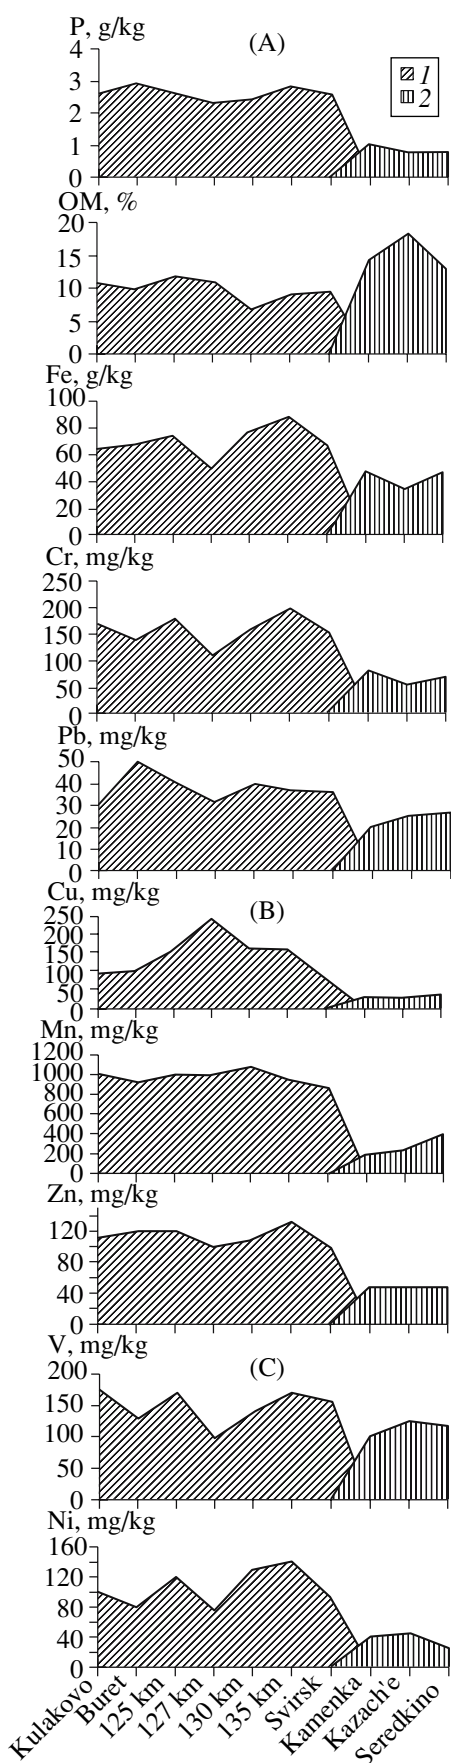 P, g/kg
(A)
4
3
2
1
0
1
2
OM, %
20
15
10
5
0
Fe, g/kg
100
80
60
40
20
0
Cr, mg/kg
250
200
150
100
50
0
Pb, mg/kg
50
40
30
20
10
0
Cu, mg/kg
(B)
250
200
150
100
50
0
Mn, mg/kg
1200
1000
800
600
400
200
0
Zn, mg/kg
120
80
40
0
V, mg/kg
(C)
200
150
100
50
0
Ni, mg/kg
160
120
80
40
0
Kulakovo
Buret
125 km
127 km
130 km
135 km
Svirsk
Kamenka
Kazach'e
Seredkino